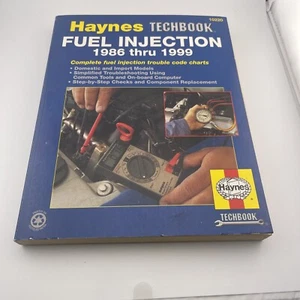 Haynes TECHBOOK
FUEL INJECTION
1986 thru 1999
Complete fuel injection trouble code charts
• Domestic and Import Models
• Simplified Troubleshooting Using
Common Tools and On-board Computer
• Step-by-Step Checks and Component Replacement
Haynes
TECHBOOK